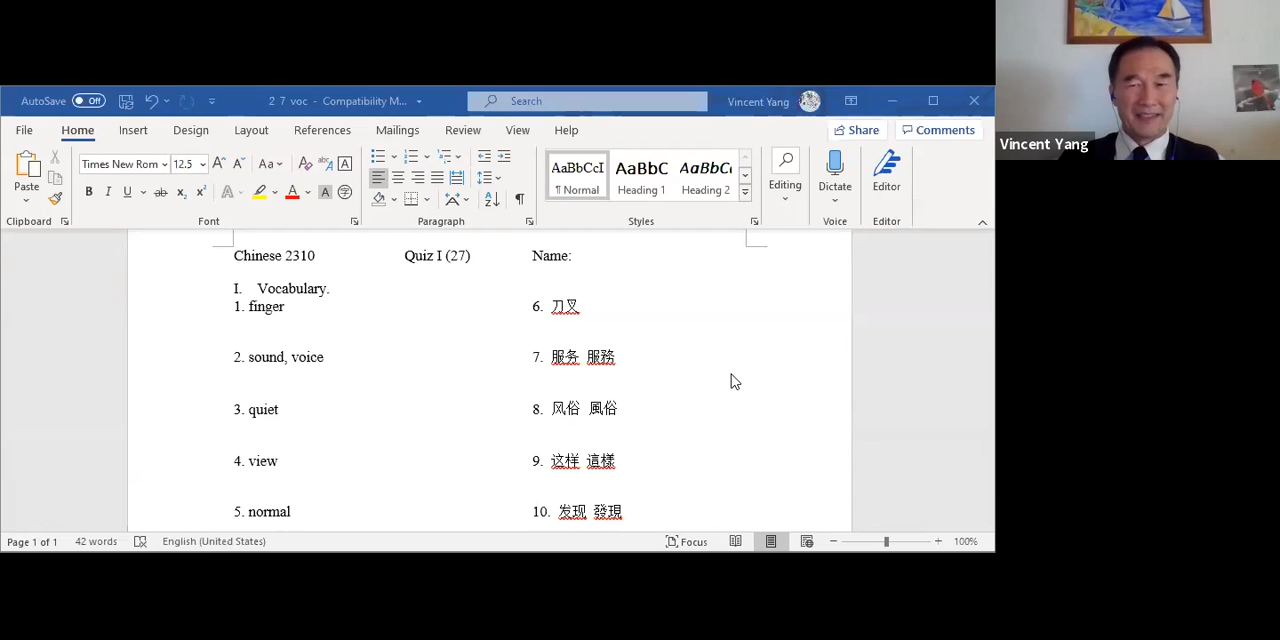 AutoSave Off 2 7 voc - Compatibility M... Search Vincent Yang
File Home Insert Design Layout References Mailings Review View Help Share Comments
Paste
Times New Rom 12.5 Aa
B I U ab x₂ x² A A A
AaBbCcI AaBbC AaBbCc
¶ Normal Heading 1 Heading 2
Editing Dictate Editor
Clipboard Font Paragraph Styles Voice Editor
Chinese 2310 Quiz I (27) Name:
I. Vocabulary.
1. finger 6. 刀叉
2. sound, voice 7. 服务 服務
3. quiet 8. 风俗 風俗
4. view 9. 这样 這樣
5. normal 10. 发现 發現
Page 1 of 1 42 words English (United States) Focus 100%
Vincent Yang